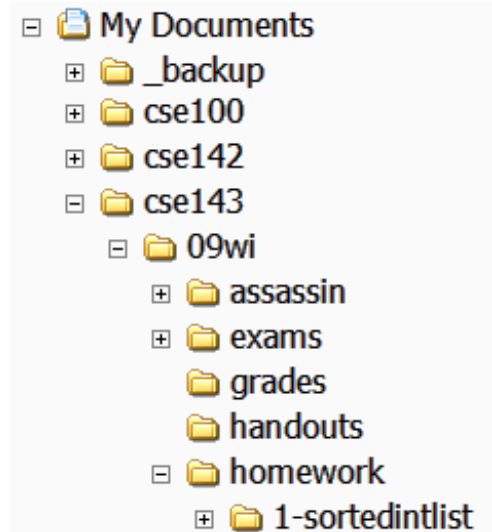 My Documents
_backup
cse100
cse142
cse143
09wi
assassin
exams
grades
handouts
homework
1-sortedintlist